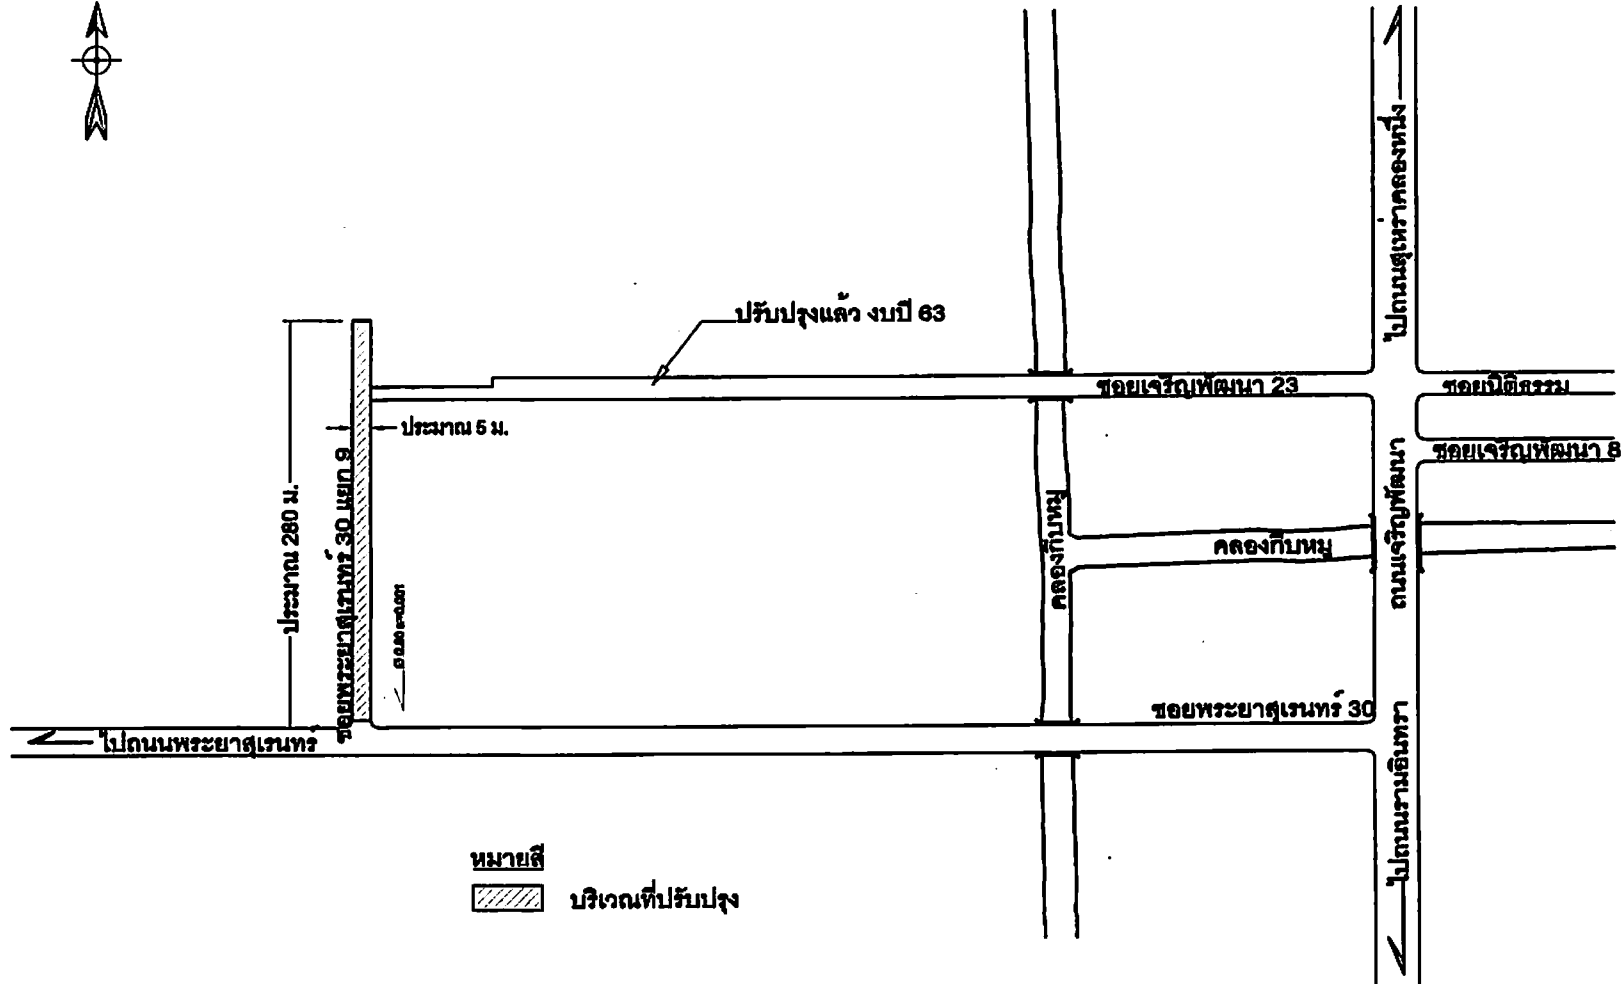 ไปถนนสุเหราคลองหนึ่ง
ปรับปรุงแล้ว งบปี 63
ซอยเจริญพัฒนา 23
ซอยนิติธรรม
ประมาณ 5 ม.
ซอยเจริญพัฒนา 8
ประมาณ 280 ม.
ซอยพระยาสุเรนทร์ 30 แยก 9
คลองกีบหมู
คลองกีบหมู
ถนนเจริญพัฒนา
ซอยพระยาสุเรนทร์ 30
ไปถนนพระยาสุเรนทร์
ไปถนนรามอินทรา
หมายสี
บริเวณที่ปรับปรุง